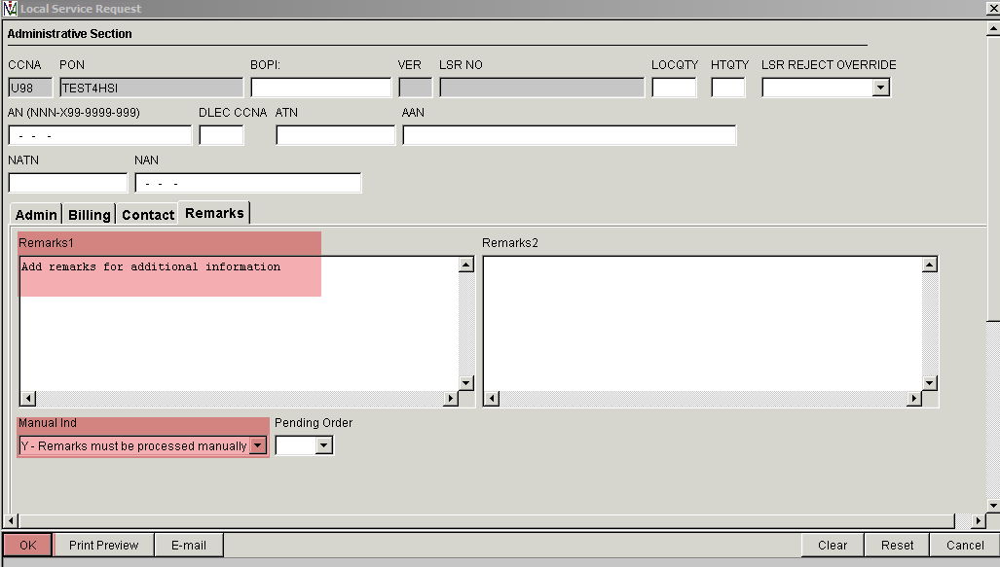 Local Service Request
Administrative Section
CCNA PON BOPI: VER LSR NO LOCQTY HTQTY LSR REJECT OVERRIDE
U98 TEST4HSI
AN (NNN-X99-9999-999) DLEC CCNA ATN AAN
- - -
NATN NAN
- - -
Admin Billing Contact Remarks
Remarks1 Remarks2
Add remarks for additional information
Manual Ind Pending Order
Y - Remarks must be processed manually
OK Print Preview E-mail Clear Reset Cancel